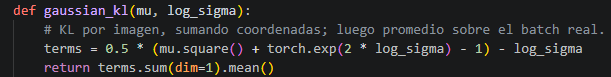 def gaussian_kl(mu, log_sigma):
    # KL por imagen, sumando coordenadas; luego promedio sobre el batch real.
    terms = 0.5 * (mu.square() + torch.exp(2 * log_sigma) - 1) - log_sigma
    return terms.sum(dim=1).mean()